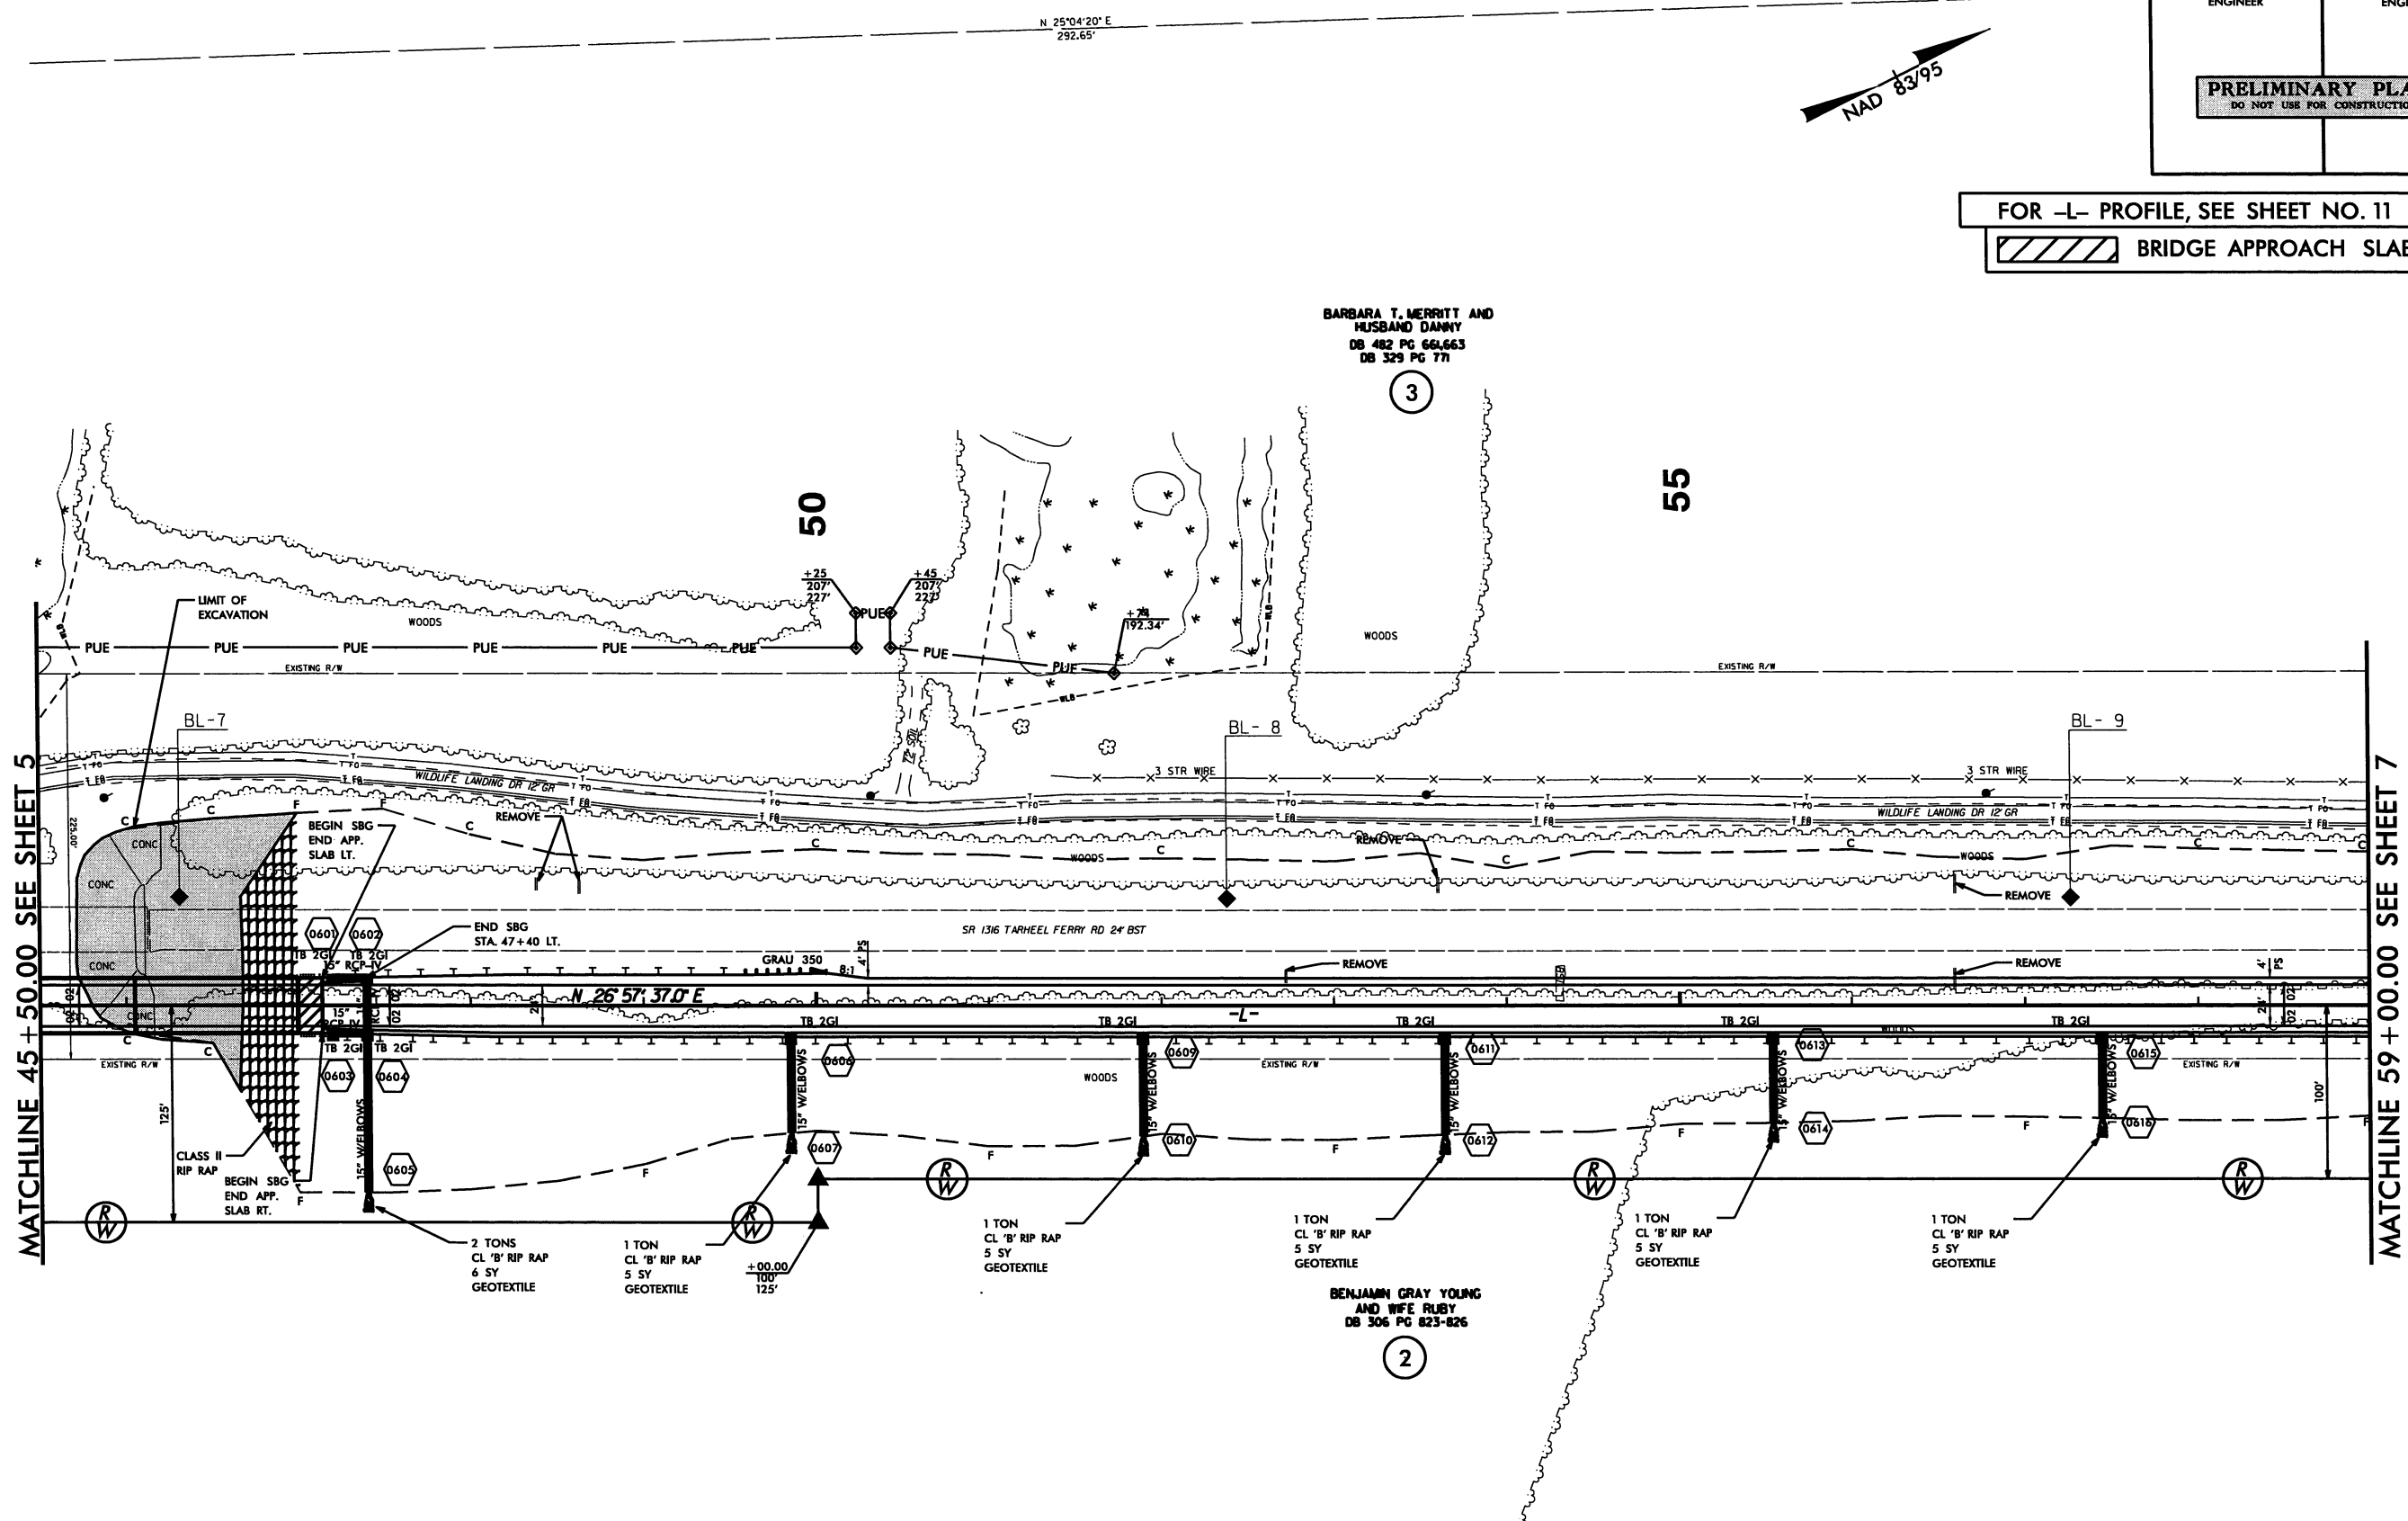 N 25°04'20" E
292.65'
NAD 83/95
ENGINEER
PRELIMINARY
DO NOT USE FOR
FOR -L- PROFILE, SEE SHEET NO. 11
BRIDGE APPROACH
BARBARA T. MERRITT AND
HUSBAND DANNY
DB 482 PG 661,663
DB 329 PG 771
3
50
55
+25
207'
227'
+45
207'
227'
+74
192.34'
LIMIT OF
EXCAVATION
WOODS
WOODS
PUE
PUE
PUE
PUE
PUE
PUE
PUE
PUE
PUE
EXISTING R/W
EXISTING R/W
WLB
WLB
BL-7
BL- 8
BL- 9
3 STR WIRE
3 STR WIRE
WILDLIFE LANDING DR 12' GR
WILDLIFE LANDING DR 12' GR
225.00'
CONC
CONC
CONC
CONC
BEGIN SBG
END APP.
SLAB LT.
REMOVE
REMOVE
WOODS
WOODS
REMOVE
0601
0602
TB 2GI
TB 2GI
15" RCP-IV
END SBG
STA. 47+40 LT.
SR 1316 TARHEEL FERRY RD 24' BST
GRAU 350
8:1
4' PS
REMOVE
REMOVE
4' PS
N 26°57'37.0" E
-L-
15"
RCP-IV
TB 2GI
TB 2GI
0603
0604
TB 2GI
TB 2GI
TB 2GI
TB 2GI
TB 2GI
0606
0609
0611
0613
0615
EXISTING R/W
EXISTING R/W
EXISTING R/W
WOODS
WOODS
15" W/ELBOWS
15" W/ELBOWS
15" W/ELBOWS
15" W/ELBOWS
15" W/ELBOWS
15" W/ELBOWS
125'
100'
0605
0607
0610
0612
0614
0616
CLASS II
RIP RAP
BEGIN SBG
END APP.
SLAB RT.
R/W
R/W
R/W
R/W
R/W
2 TONS
CL 'B' RIP RAP
6 SY
GEOTEXTILE
1 TON
CL 'B' RIP RAP
5 SY
GEOTEXTILE
+00.00
100'
125'
1 TON
CL 'B' RIP RAP
5 SY
GEOTEXTILE
1 TON
CL 'B' RIP RAP
5 SY
GEOTEXTILE
1 TON
CL 'B' RIP RAP
5 SY
GEOTEXTILE
1 TON
CL 'B' RIP RAP
5 SY
GEOTEXTILE
BENJAMIN GRAY YOUNG
AND WIFE RUBY
DB 306 PG 823-826
2
MATCHLINE 45+50.00 SEE SHEET 5
MATCHLINE 59+00.00 SEE SHEET 7